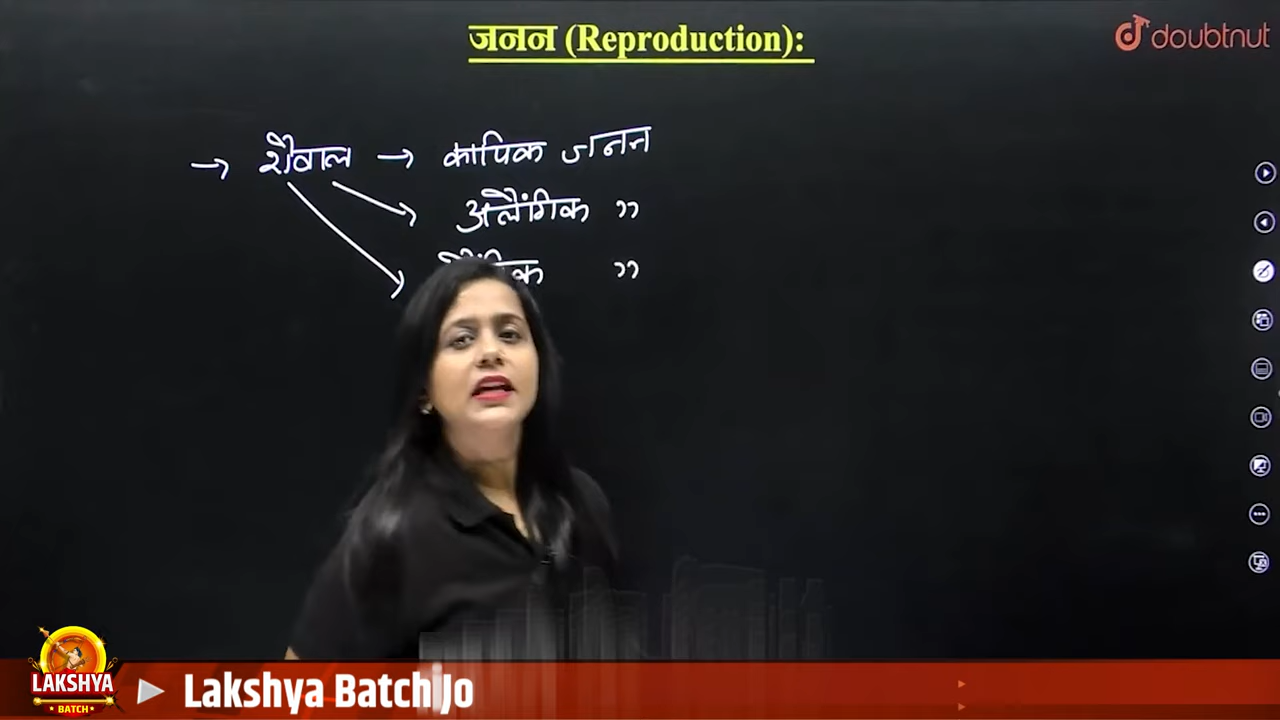 जनन (Reproduction):
doubtnut
→ शैवाल → कायिक जनन
अलैंगिक ,,
,,
LAKSHYA
BATCH
Lakshya Batch Jo